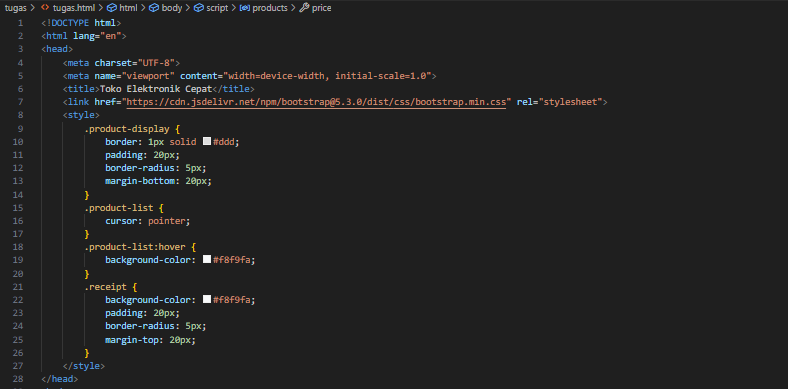 tugas > tugas.html > html > body > script > products > price
1 <!DOCTYPE html>
2 <html lang="en">
3 <head>
4     <meta charset="UTF-8">
5     <meta name="viewport" content="width=device-width, initial-scale=1.0">
6     <title>Toko Elektronik Cepat</title>
7     <link href="https://cdn.jsdelivr.net/npm/bootstrap@5.3.0/dist/css/bootstrap.min.css" rel="stylesheet">
8     <style>
9         .product-display {
10             border: 1px solid #ddd;
11             padding: 20px;
12             border-radius: 5px;
13             margin-bottom: 20px;
14         }
15         .product-list {
16             cursor: pointer;
17         }
18         .product-list:hover {
19             background-color: #f8f9fa;
20         }
21         .receipt {
22             background-color: #f8f9fa;
23             padding: 20px;
24             border-radius: 5px;
25             margin-top: 20px;
26         }
27     </style>
28 </head>